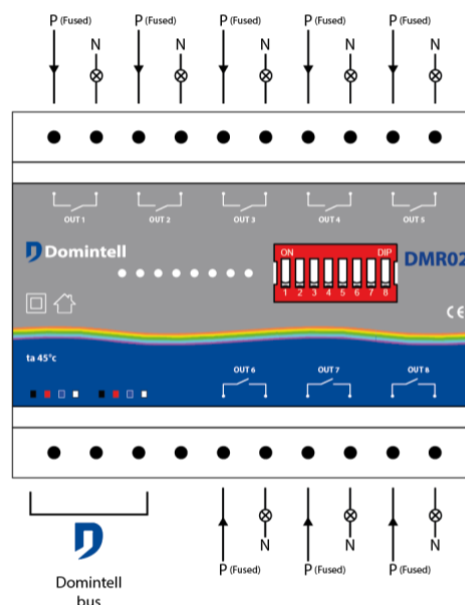 P (Fused) P (Fused) P (Fused) P (Fused) P (Fused)
N N N N N
OUT 1 OUT 2 OUT 3 OUT 4 OUT 5
Domintell
ON DIP
DMR02
1 2 3 4 5 6 7 8
CE
ta 45°c
OUT 6 OUT 7 OUT 8
N N N
P (Fused) P (Fused) P (Fused)
Domintell
bus